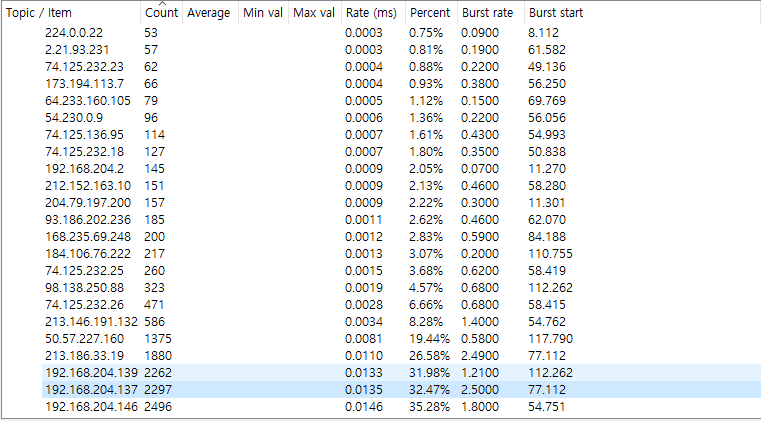 Topic / Item Count Average Min val Max val Rate (ms) Percent Burst rate Burst start
224.0.0.22 53 0.0003 0.75% 0.0900 8.112
2.21.93.231 57 0.0003 0.81% 0.1900 61.582
74.125.232.23 62 0.0004 0.88% 0.2200 49.136
173.194.113.7 66 0.0004 0.93% 0.3800 56.250
64.233.160.105 79 0.0005 1.12% 0.1500 69.769
54.230.0.9 96 0.0006 1.36% 0.2200 56.056
74.125.136.95 114 0.0007 1.61% 0.4300 54.993
74.125.232.18 127 0.0007 1.80% 0.3500 50.838
192.168.204.2 145 0.0009 2.05% 0.0700 11.270
212.152.163.10 151 0.0009 2.13% 0.4600 58.280
204.79.197.200 157 0.0009 2.22% 0.3000 11.301
93.186.202.236 185 0.0011 2.62% 0.4600 62.070
168.235.69.248 200 0.0012 2.83% 0.5900 84.188
184.106.76.222 217 0.0013 3.07% 0.2000 110.755
74.125.232.25 260 0.0015 3.68% 0.6200 58.419
98.138.250.88 323 0.0019 4.57% 0.6800 112.262
74.125.232.26 471 0.0028 6.66% 0.6800 58.415
213.146.191.132 586 0.0034 8.28% 1.4000 54.762
50.57.227.160 1375 0.0081 19.44% 0.5800 117.790
213.186.33.19 1880 0.0110 26.58% 2.4900 77.112
192.168.204.139 2262 0.0133 31.98% 1.2100 112.262
192.168.204.137 2297 0.0135 32.47% 2.5000 77.112
192.168.204.146 2496 0.0146 35.28% 1.8000 54.751